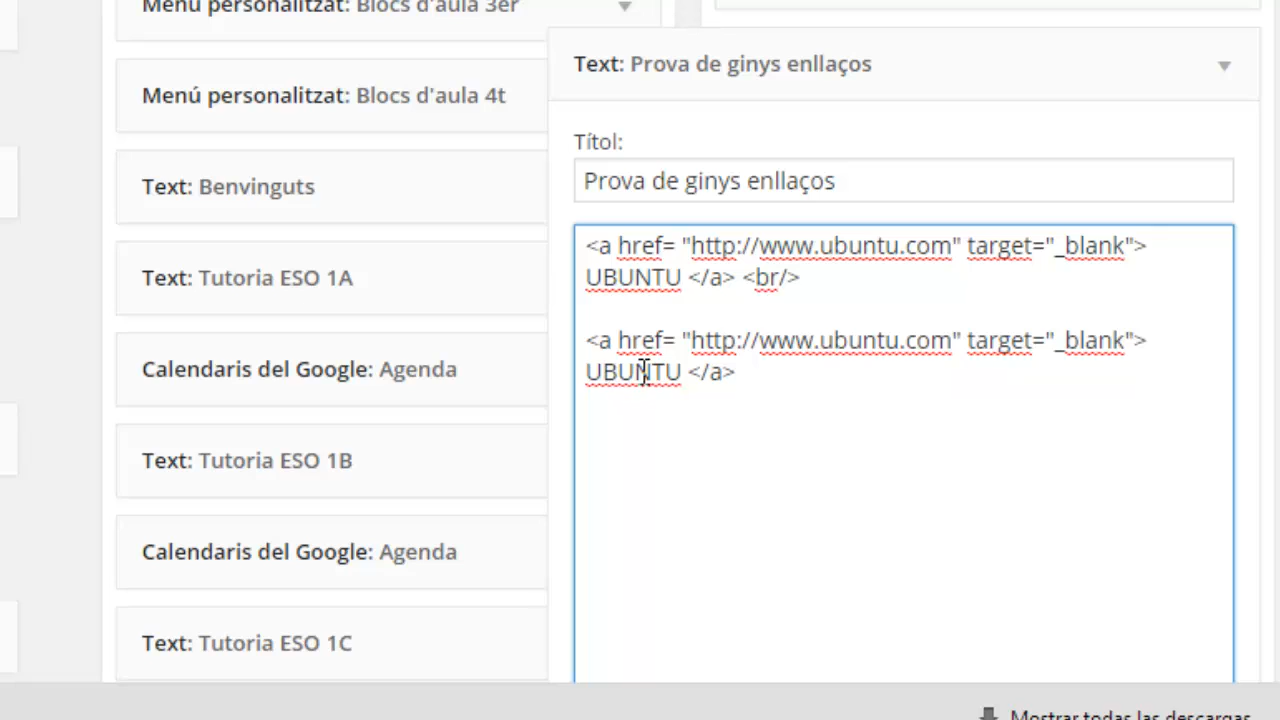 Menú personalitzat: Blocs d'aula 3er
Menú personalitzat: Blocs d'aula 4t
Text: Benvinguts
Text: Tutoria ESO 1A
Calendaris del Google: Agenda
Text: Tutoria ESO 1B
Calendaris del Google: Agenda
Text: Tutoria ESO 1C
Text: Prova de ginys enllaços
Títol:
Prova de ginys enllaços
<a href= "http://www.ubuntu.com" target="_blank">
UBUNTU </a> <br/>
<a href= "http://www.ubuntu.com" target="_blank">
UBUNTU </a>
Mostrar todas las descargas